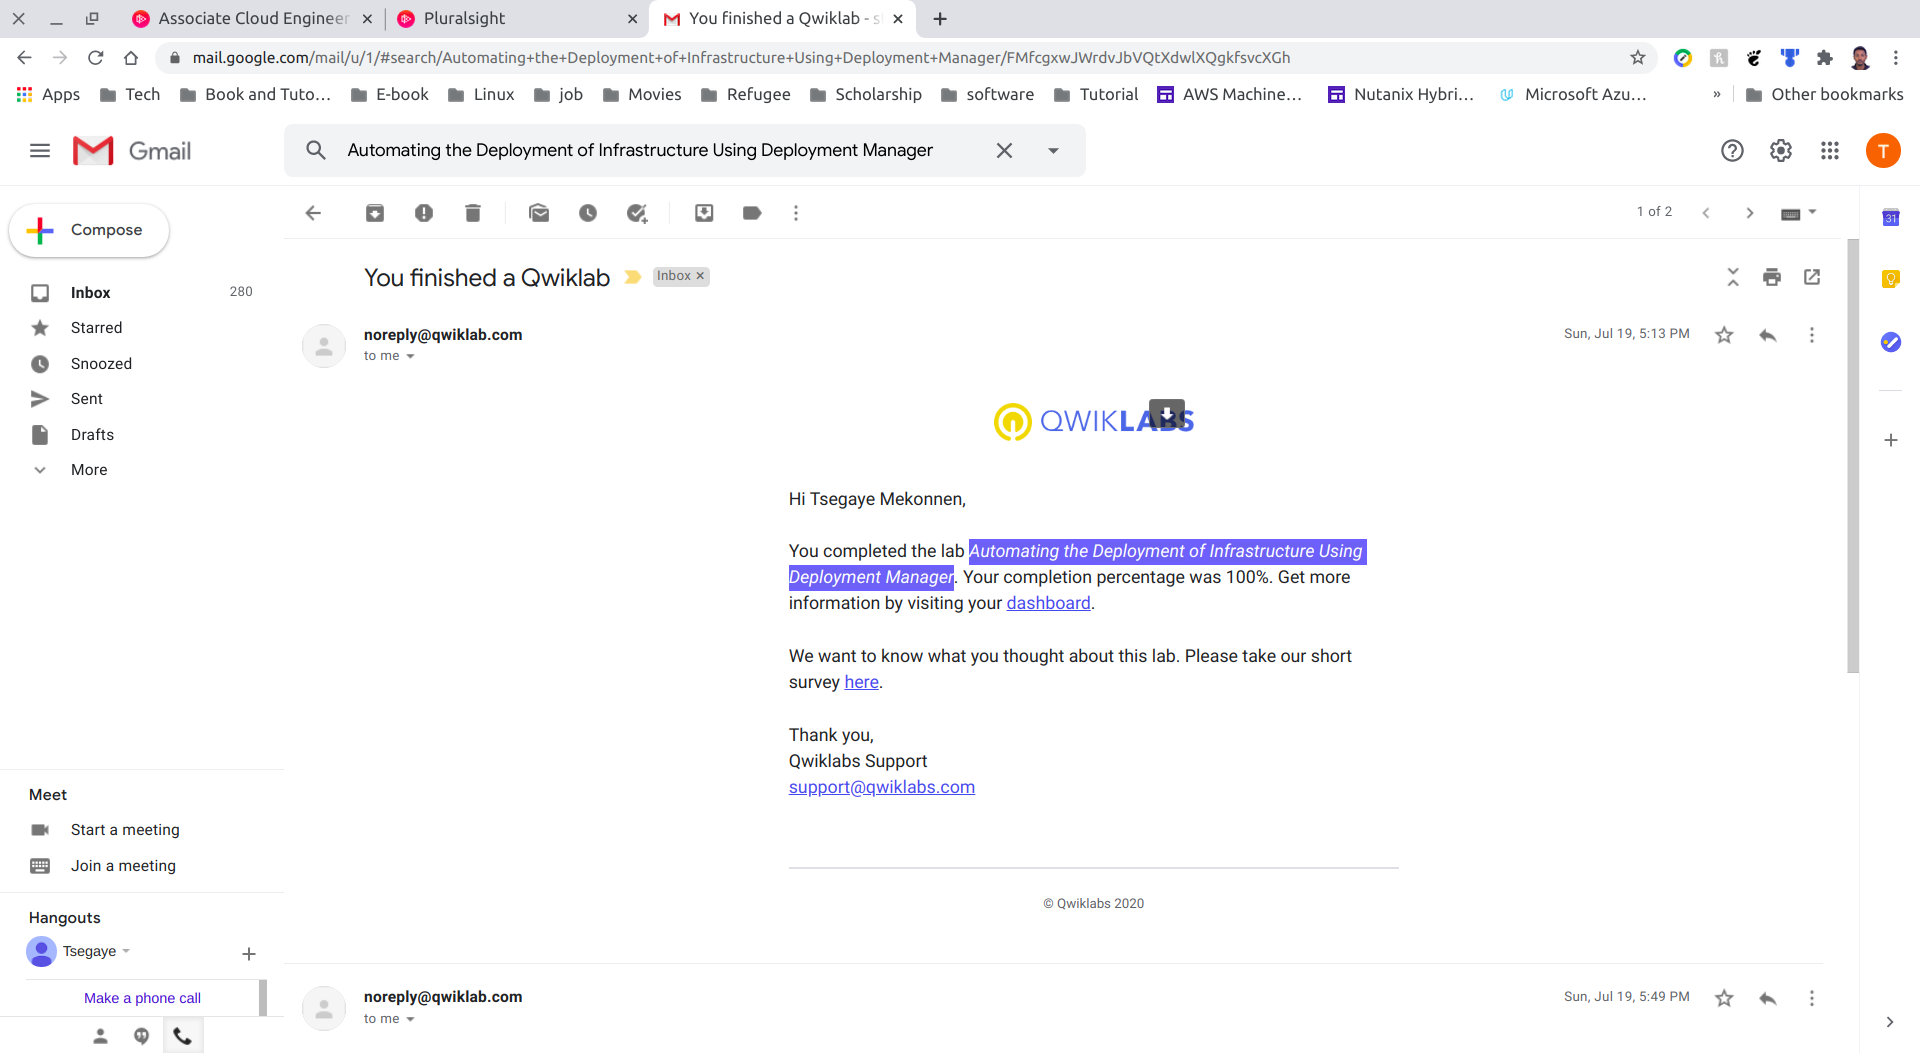 Associate Cloud Engineer
Pluralsight
You finished a Qwiklab - s
mail.google.com/mail/u/1/#search/Automating+the+Deployment+of+Infrastructure+Using+Deployment+Manager/FMfcgxwJWrdvJbVQtXdwlXQgkfsvcXGh
Apps
Tech
Book and Tuto...
E-book
Linux
job
Movies
Refugee
Scholarship
software
Tutorial
AWS Machine...
Nutanix Hybri...
Microsoft Azu...
»
Other bookmarks
Gmail
Automating the Deployment of Infrastructure Using Deployment Manager
T
Compose
1 of 2
31
You finished a Qwiklab
Inbox
Inbox 280
Starred
Snoozed
Sent
Drafts
More
noreply@qwiklab.com
Sun, Jul 19, 5:13 PM
to me
QWIKLABS
Hi Tsegaye Mekonnen,
You completed the lab Automating the Deployment of Infrastructure Using
Deployment Manager. Your completion percentage was 100%. Get more
information by visiting your dashboard.
We want to know what you thought about this lab. Please take our short
survey here.
Thank you,
Qwiklabs Support
support@qwiklabs.com
© Qwiklabs 2020
Meet
Start a meeting
Join a meeting
Hangouts
Tsegaye
Make a phone call
noreply@qwiklab.com
Sun, Jul 19, 5:49 PM
to me